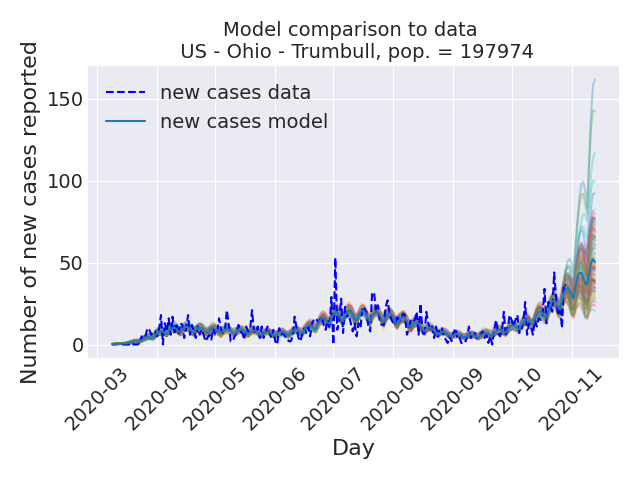 Model comparison to data
US - Ohio - Trumbull, pop. = 197974
Number of new cases reported
150
100
50
0
new cases data
new cases model
2020-03
2020-04
2020-05
2020-06
2020-07
2020-08
2020-09
2020-10
2020-11
Day